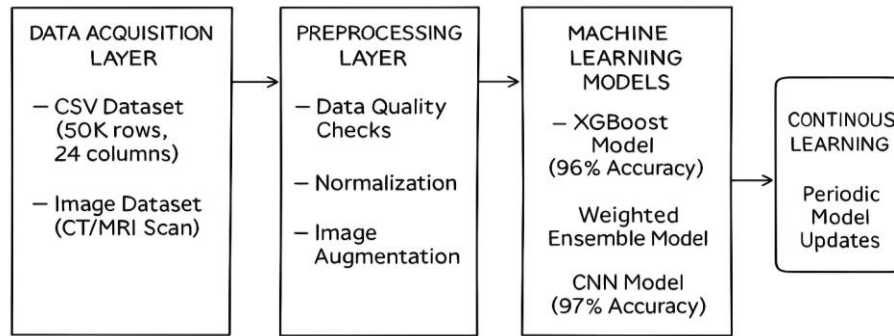 DATA ACQUISITION
LAYER
– CSV Dataset
(50K rows,
24 columns)
– Image Dataset
(CT/MRI Scan)
PREPROCESSING
LAYER
– Data Quality
Checks
– Normalization
– Image
Augmentation
MACHINE
LEARNING
MODELS
– XGBoost
Model
(96% Accuracy)
Weighted
Ensemble Model
CNN Model
(97% Accuracy)
CONTINOUS
LEARNING
Periodic
Model
Updates